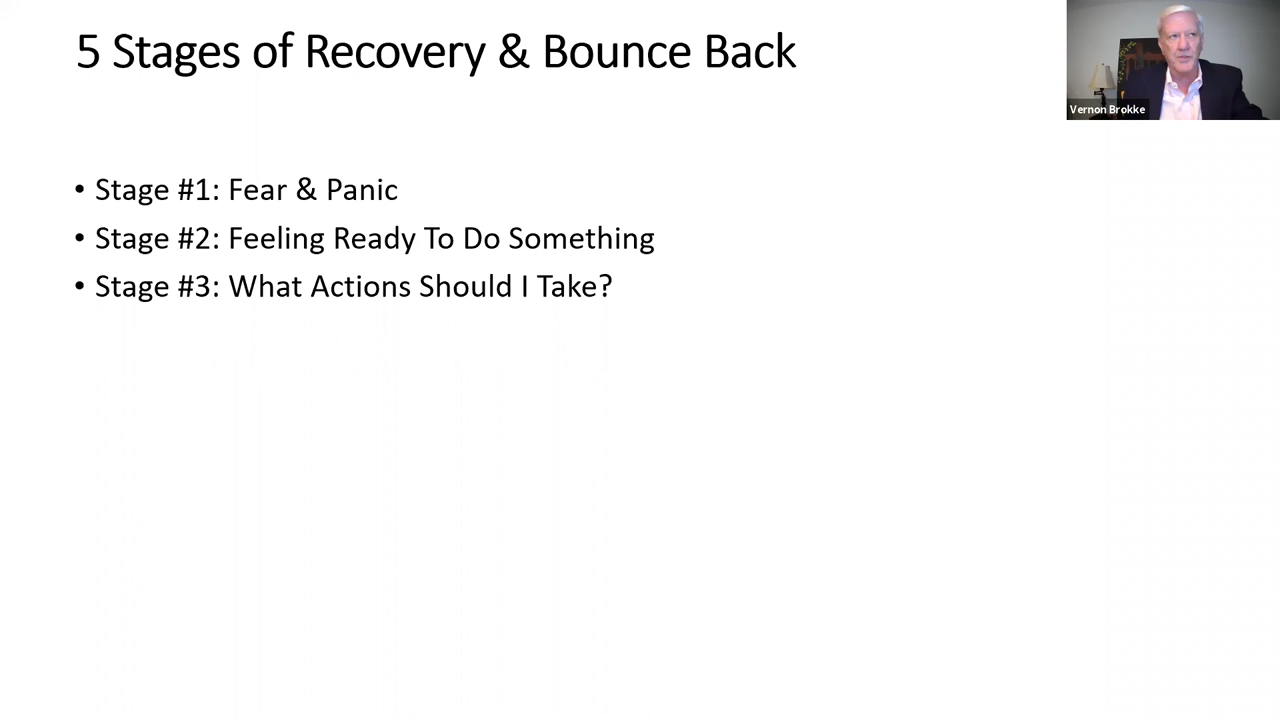 5 Stages of Recovery & Bounce Back
Vernon Brokke
• Stage #1: Fear & Panic
• Stage #2: Feeling Ready To Do Something
• Stage #3: What Actions Should I Take?